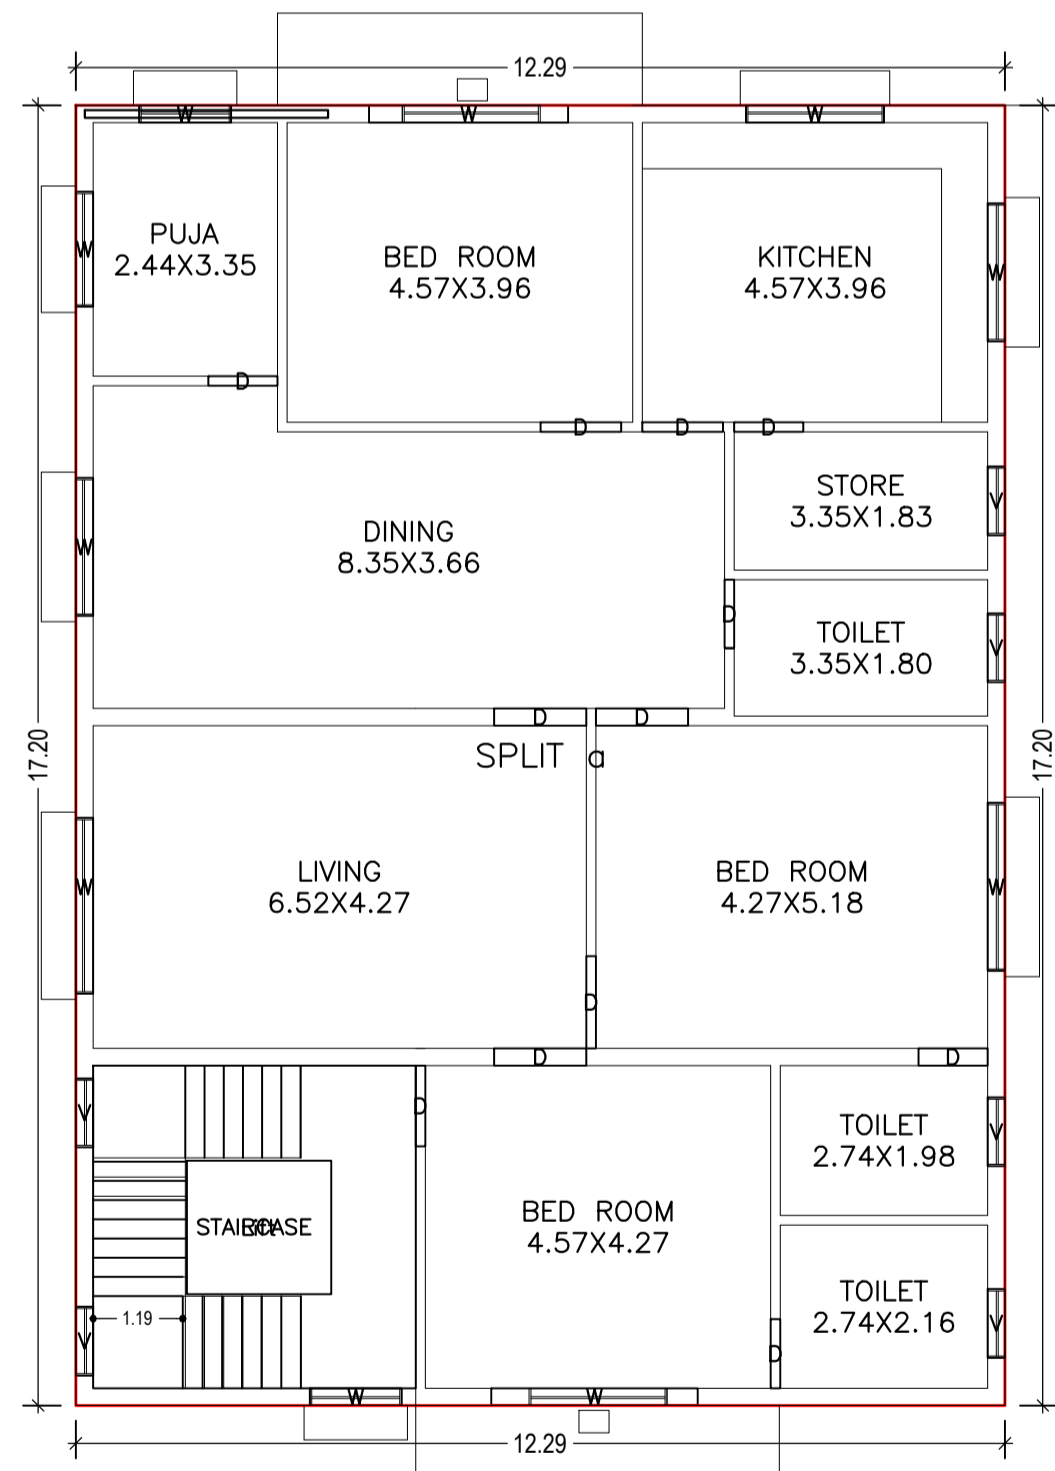 12.29
W
W
W
PUJA
2.44X3.35
BED ROOM
4.57X3.96
KITCHEN
4.57X3.96
W
W
D
D
D
D
STORE
3.35X1.83
V
DINING
8.35X3.66
W
D
TOILET
3.35X1.80
V
D
D
SPLIT a
17.20
17.20
LIVING
6.52X4.27
W
BED ROOM
4.27X5.18
W
D
D
D
V
D
TOILET
2.74X1.98
V
STAIRCASE
Lift
BED ROOM
4.57X4.27
TOILET
2.74X2.16
V
V
1.19
D
W
W
12.29